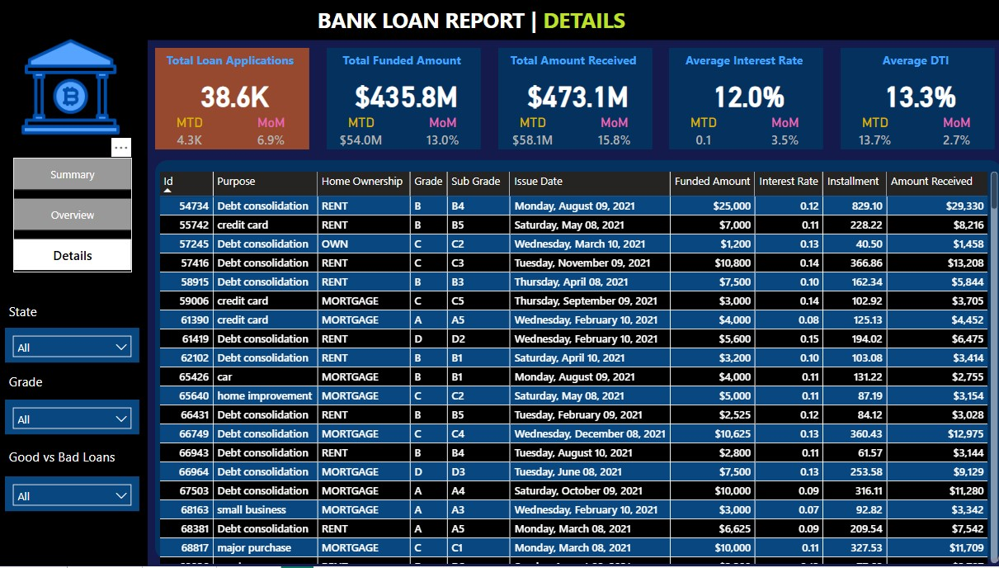 BANK LOAN REPORT | DETAILS
Total Loan Applications
38.6K
MTD MoM
4.3K 6.9%
Total Funded Amount
$435.8M
MTD MoM
$54.0M 13.0%
Total Amount Received
$473.1M
MTD MoM
$58.1M 15.8%
Average Interest Rate
12.0%
MTD MoM
0.1 3.5%
Average DTI
13.3%
MTD MoM
13.7% 2.7%
Summary
Overview
Details
State
All
Grade
All
Good vs Bad Loans
All
Id Purpose Home Ownership Grade Sub Grade Issue Date Funded Amount Interest Rate Installment Amount Received
54734 Debt consolidation RENT B B4 Monday, August 09, 2021 $25,000 0.12 829.10 $29,330
55742 credit card RENT B B5 Saturday, May 08, 2021 $7,000 0.11 228.22 $8,216
57245 Debt consolidation OWN C C2 Wednesday, March 10, 2021 $1,200 0.13 40.50 $1,458
57416 Debt consolidation RENT C C3 Tuesday, November 09, 2021 $10,800 0.14 366.86 $13,208
58915 Debt consolidation RENT B B3 Thursday, April 08, 2021 $7,500 0.10 162.34 $5,844
59006 credit card MORTGAGE C C5 Thursday, September 09, 2021 $3,000 0.14 102.92 $3,705
61390 credit card MORTGAGE A A5 Wednesday, February 10, 2021 $4,000 0.08 125.13 $4,452
61419 Debt consolidation RENT D D2 Wednesday, February 10, 2021 $5,600 0.15 194.02 $6,475
62102 Debt consolidation RENT B B1 Saturday, April 10, 2021 $3,200 0.10 103.08 $3,414
65426 car MORTGAGE B B1 Monday, August 09, 2021 $4,000 0.11 131.22 $2,755
65640 home improvement MORTGAGE C C2 Saturday, May 08, 2021 $5,000 0.11 87.19 $3,154
66431 Debt consolidation RENT B B5 Tuesday, February 09, 2021 $2,525 0.12 84.12 $3,028
66749 Debt consolidation MORTGAGE C C4 Wednesday, December 08, 2021 $10,625 0.13 360.43 $12,975
66943 Debt consolidation RENT B B4 Tuesday, August 10, 2021 $2,800 0.11 61.57 $3,144
66964 Debt consolidation MORTGAGE D D3 Tuesday, June 08, 2021 $7,500 0.13 253.58 $9,129
67503 Debt consolidation MORTGAGE A A4 Saturday, October 09, 2021 $10,000 0.09 316.11 $11,280
68163 small business MORTGAGE A A3 Wednesday, February 10, 2021 $3,000 0.07 92.82 $3,342
68381 Debt consolidation RENT A A5 Monday, March 08, 2021 $6,625 0.09 209.54 $7,542
68817 major purchase MORTGAGE C C1 Monday, March 08, 2021 $10,000 0.11 327.53 $11,709